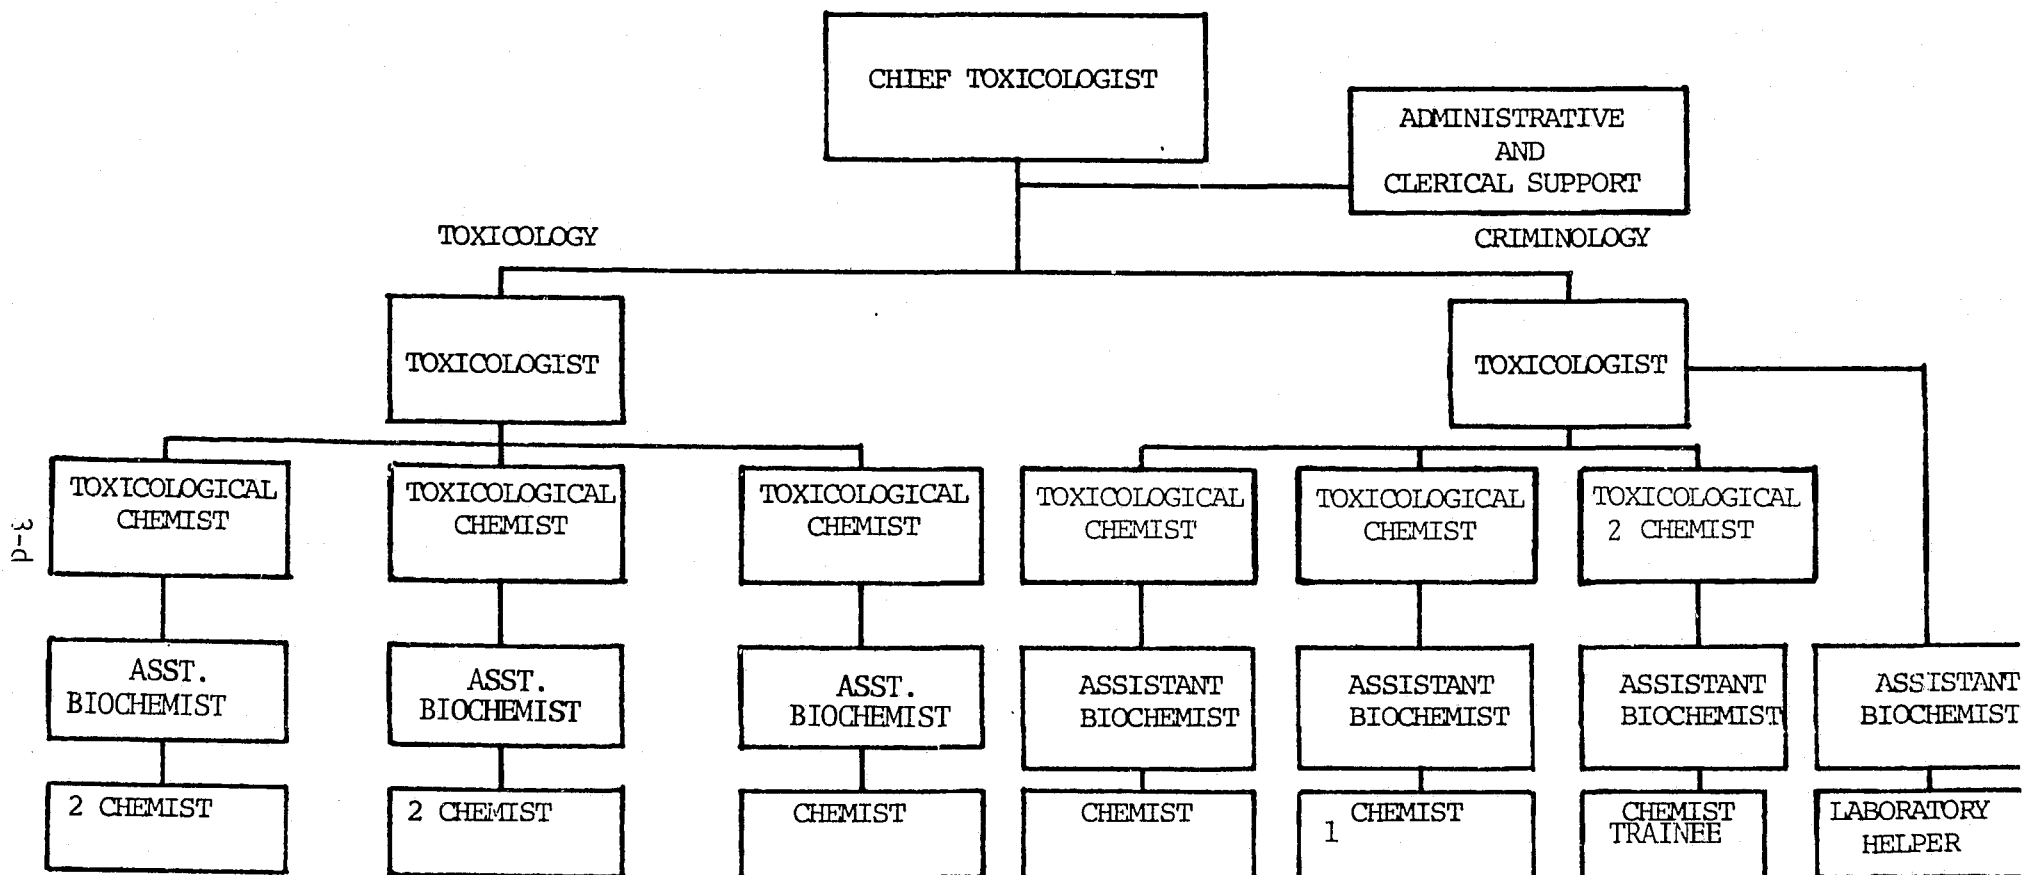 CHIEF TOXICOLOGIST
ADMINISTRATIVE
AND
CLERICAL SUPPORT
TOXICOLOGY
CRIMINOLOGY
TOXICOLOGIST
TOXICOLOGIST
TOXICOLOGICAL
CHEMIST
TOXICOLOGICAL
CHEMIST
TOXICOLOGICAL
CHEMIST
TOXICOLOGICAL
CHEMIST
TOXICOLOGICAL
CHEMIST
TOXICOLOGICAL
2 CHEMIST
3-d
ASST.
BIOCHEMIST
ASST.
BIOCHEMIST
ASST.
BIOCHEMIST
ASSISTANT
BIOCHEMIST
ASSISTANT
BIOCHEMIST
ASSISTANT
BIOCHEMIST
ASSISTANT
BIOCHEMIST
2 CHEMIST
2 CHEMIST
CHEMIST
CHEMIST
CHEMIST
1
CHEMIST
TRAINEE
LABORATORY
HELPER